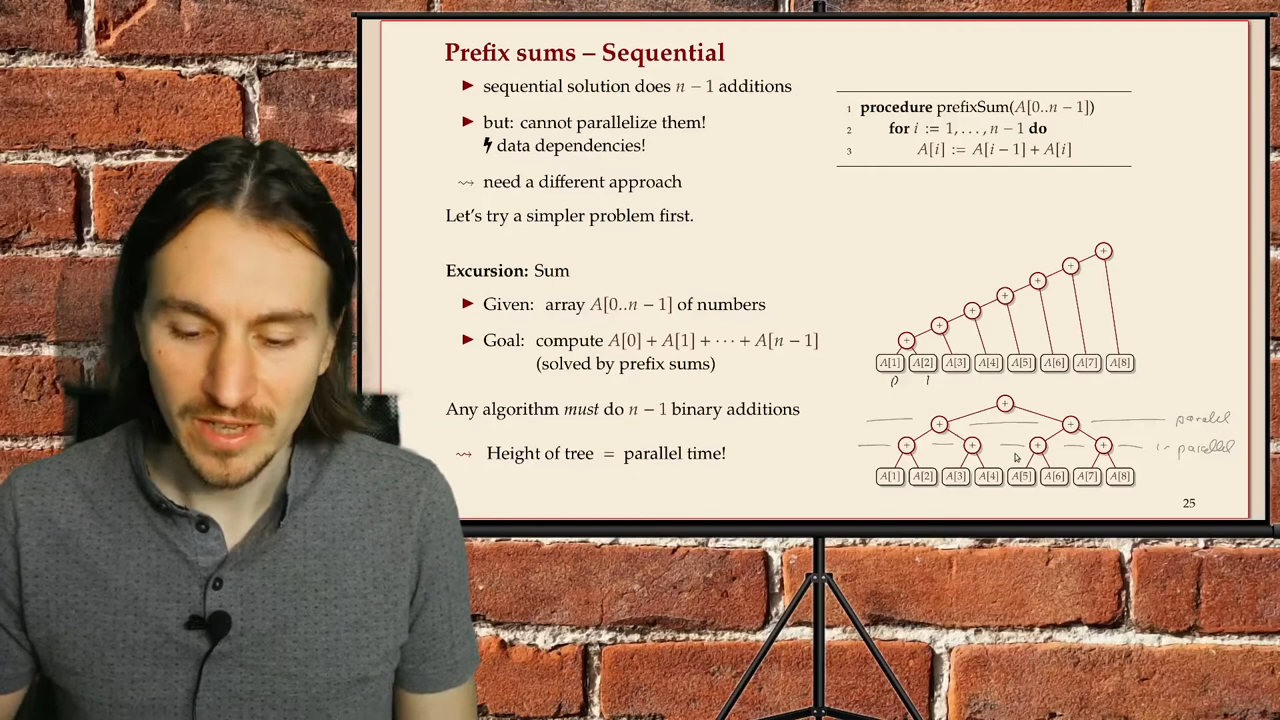 Prefix sums – Sequential
▶ sequential solution does n − 1 additions
▶ but: cannot parallelize them!
data dependencies!
⇝ need a different approach
Let's try a simpler problem first.
Excursion: Sum
▶ Given: array A[0..n − 1] of numbers
▶ Goal: compute A[0] + A[1] + ··· + A[n − 1]
(solved by prefix sums)
Any algorithm must do n − 1 binary additions
⇝ Height of tree = parallel time!
1 procedure prefixSum(A[0..n − 1])
2 for i := 1, . . . , n − 1 do
3 A[i] := A[i − 1] + A[i]
+
+
+
+
+
+
+
A[1] A[2] A[3] A[4] A[5] A[6] A[7] A[8]
0 1
+
+ + parallel
+ + + + in parallel
A[1] A[2] A[3] A[4] A[5] A[6] A[7] A[8]
25